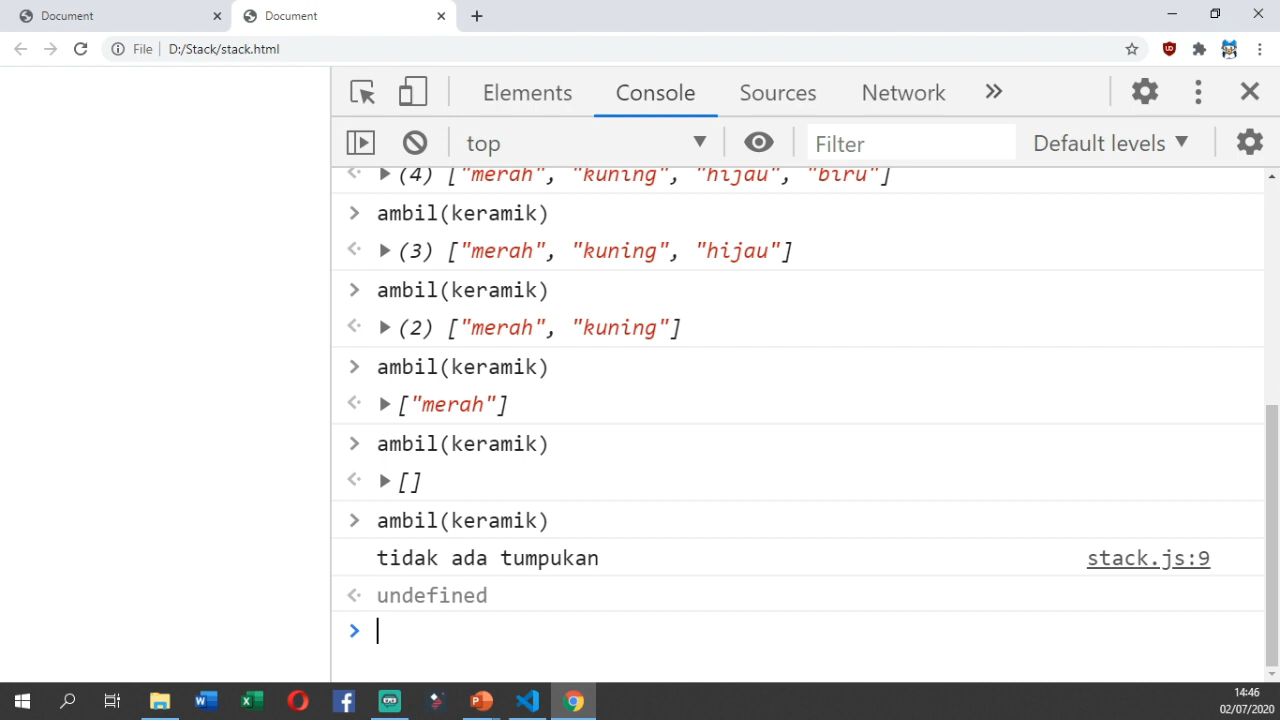 Document
Document
File
D:/Stack/stack.html
Elements
Console
Sources
Network
top
Filter
Default levels
(4) ["merah", "kuning", "hijau", "biru"]
ambil(keramik)
(3) ["merah", "kuning", "hijau"]
ambil(keramik)
(2) ["merah", "kuning"]
ambil(keramik)
["merah"]
ambil(keramik)
[]
ambil(keramik)
tidak ada tumpukan stack.js:9
undefined
14:46
02/07/2020